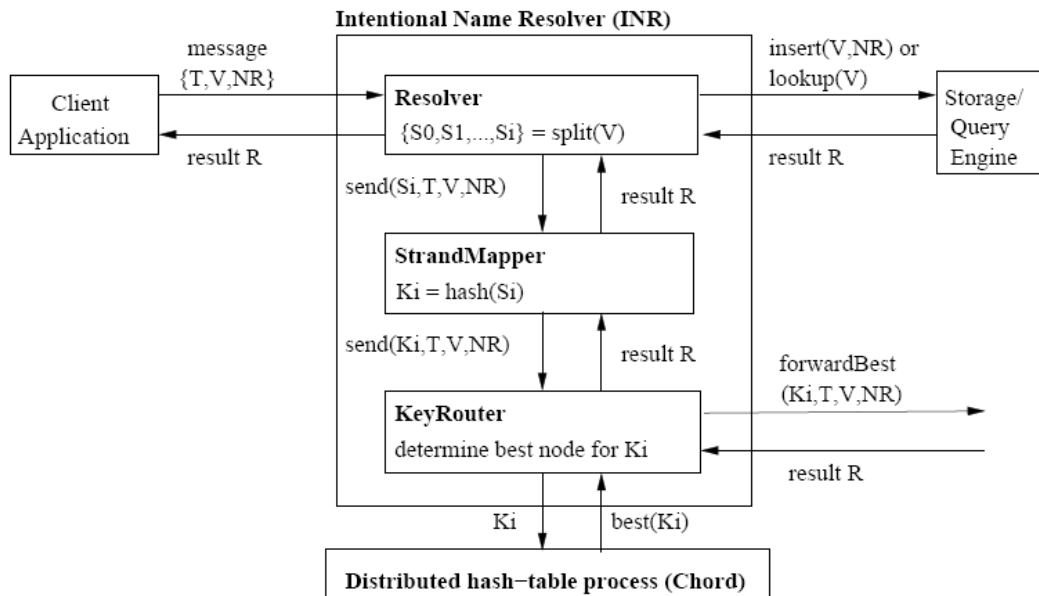 Intentional Name Resolver (INR)
message
{T,V,NR}
insert(V,NR) or
lookup(V)
Client
Application
Resolver
{S0,S1,...,Si} = split(V)
Storage/
Query
Engine
result R
result R
send(Si,T,V,NR)
result R
StrandMapper
Ki = hash(Si)
send(Ki,T,V,NR)
result R
forwardBest
(Ki,T,V,NR)
KeyRouter
determine best node for Ki
result R
Ki
best(Ki)
Distributed hash−table process (Chord)